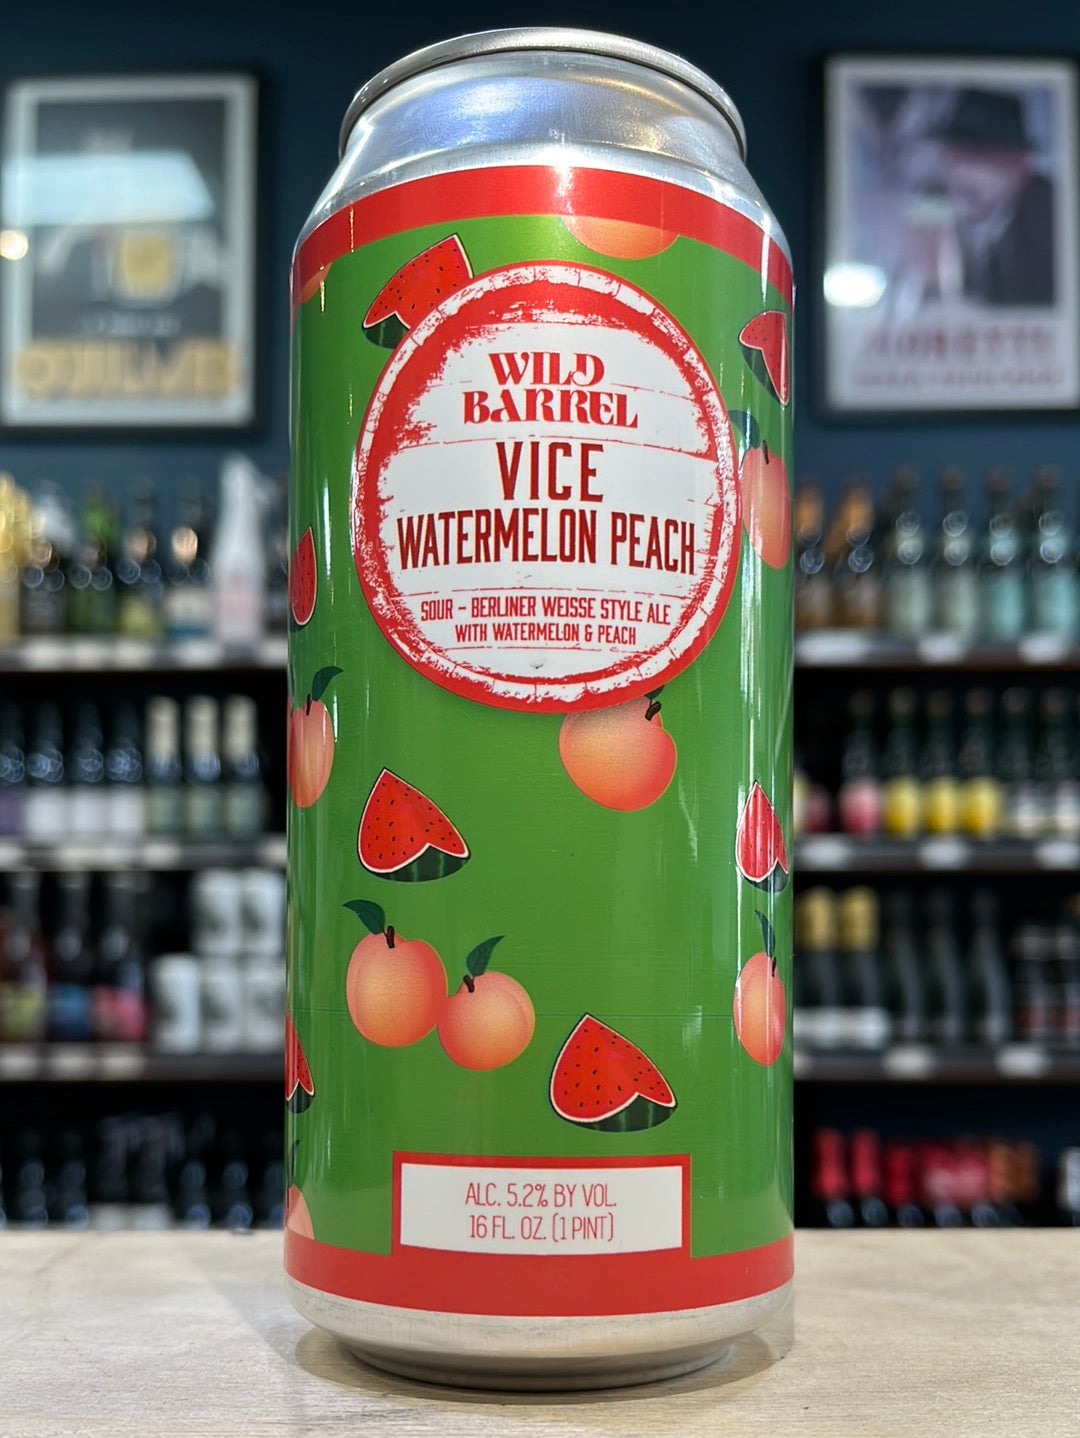 WILD
BARREL
VICE
WATERMELON PEACH
SOUR - BERLINER WEISSE STYLE ALE
WITH WATERMELON & PEACH
ALC. 5.2% BY VOL.
16 FL. OZ. (1 PINT)